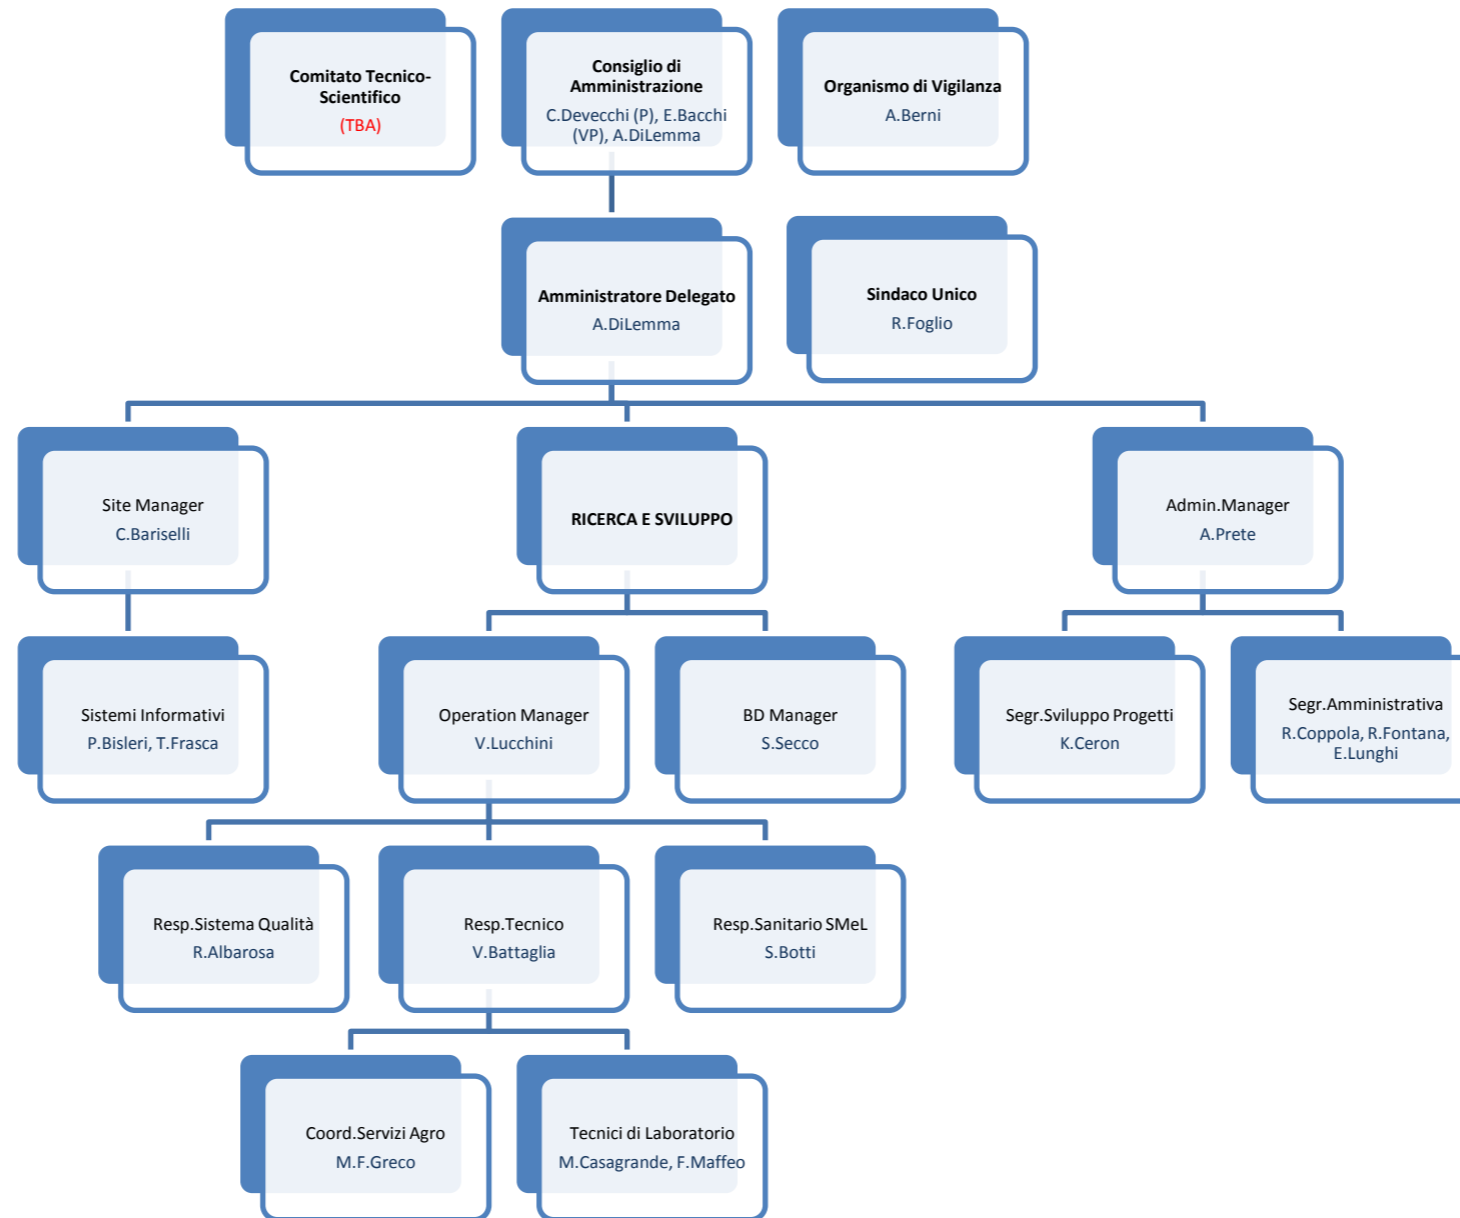 Comitato Tecnico-
Scientifico
(TBA)
Consiglio di
Amministrazione
C.Devecchi (P), E.Bacchi
(VP), A.DiLemma
Organismo di Vigilanza
A.Berni
Amministratore Delegato
A.DiLemma
Sindaco Unico
R.Foglio
Site Manager
C.Bariselli
RICERCA E SVILUPPO
Admin.Manager
A.Prete
Sistemi Informativi
P.Bisleri, T.Frasca
Operation Manager
V.Lucchini
BD Manager
S.Secco
Segr.Sviluppo Progetti
K.Ceron
Segr.Amministrativa
R.Coppola, R.Fontana,
E.Lunghi
Resp.Sistema Qualità
R.Albarosa
Resp.Tecnico
V.Battaglia
Resp.Sanitario SMeL
S.Botti
Coord.Servizi Agro
M.F.Greco
Tecnici di Laboratorio
M.Casagrande, F.Maffeo